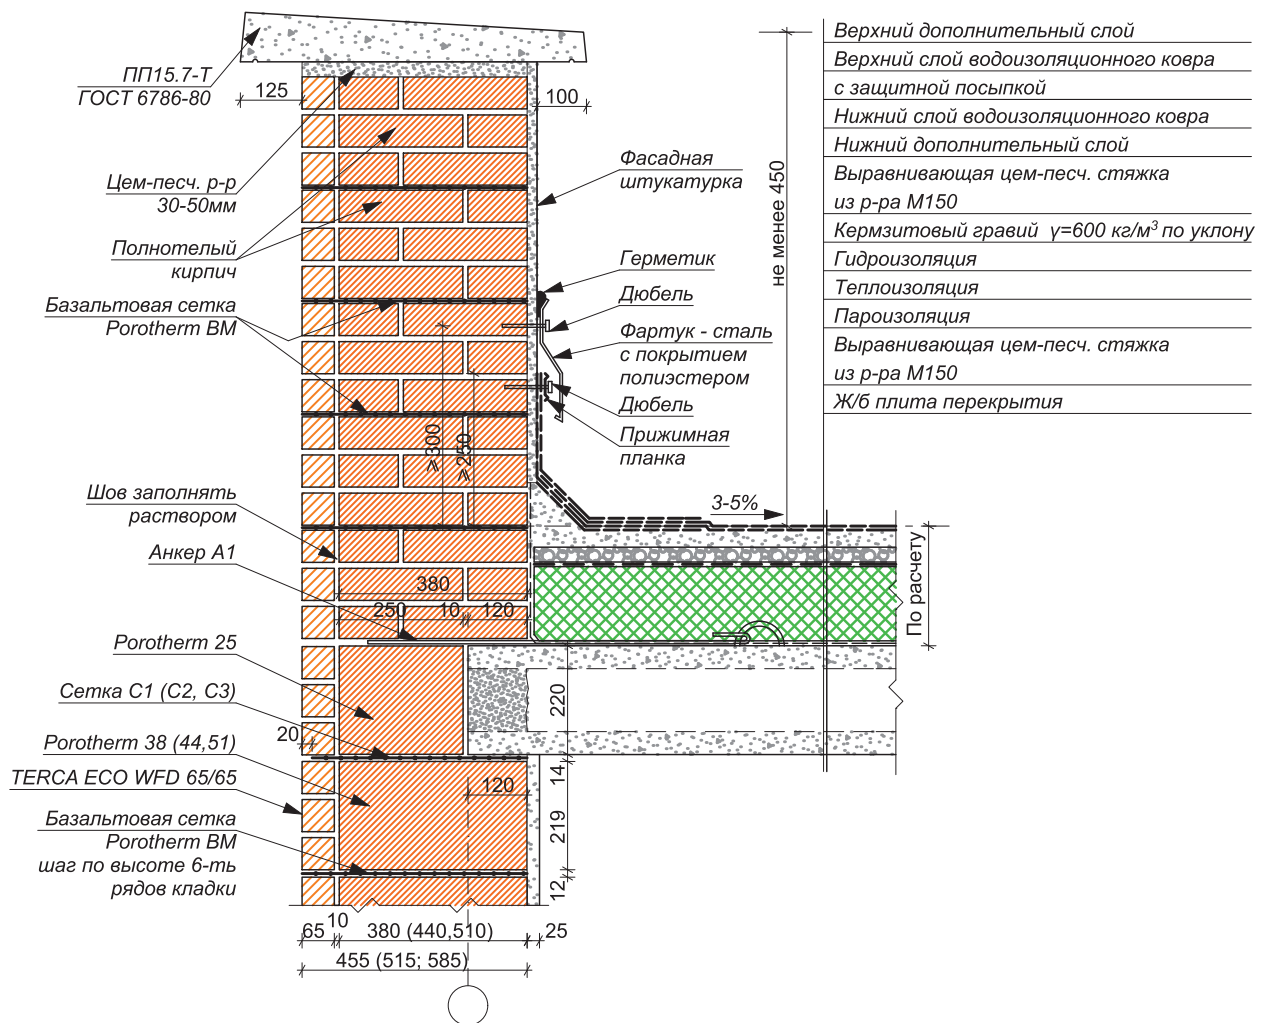 Верхний дополнительный слой
Верхний слой водоизоляционного ковра
с защитной посыпкой
Нижний слой водоизоляционного ковра
Нижний дополнительный слой
Выравнивающая цем-песч. стяжка
из р-ра М150
Кермзитовый гравий γ=600 кг/м³ по уклону
Гидроизоляция
Теплоизоляция
Пароизоляция
Выравнивающая цем-песч. стяжка
из р-ра М150
Ж/б плита перекрытия
ПП15.7-Т
ГОСТ 6786-80
125
100
Цем-песч. р-р
30-50мм
Полнотелый
кирпич
Базальтовая сетка
Porotherm BM
Шов заполнять
раствором
Анкер А1
Porotherm 25
Сетка С1 (С2, С3)
20
Porotherm 38 (44,51)
TERCA ECO WFD 65/65
Базальтовая сетка
Porotherm BM
шаг по высоте 6-ть
рядов кладки
Фасадная
штукатурка
Герметик
Дюбель
Фартук - сталь
с покрытием
полиэстером
Дюбель
Прижимная
планка
не менее 450
3-5%
По расчету
≥300
≥250
380
250
10
120
220
14
120
219
12
10
65
380 (440,510)
25
455 (515; 585)